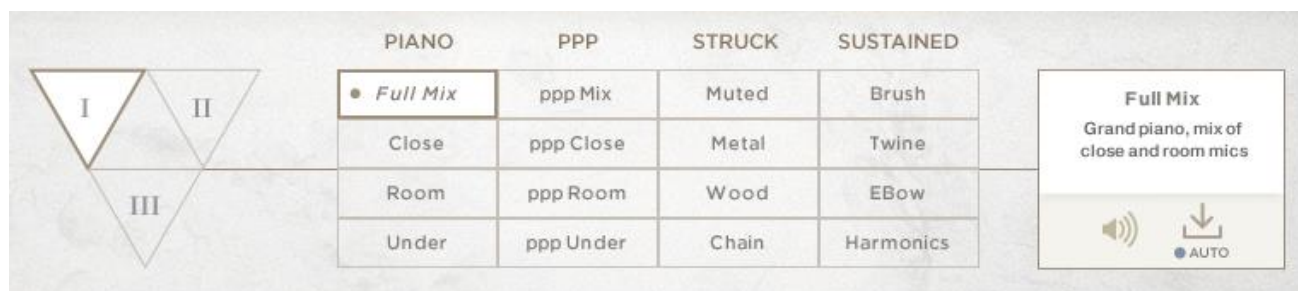 PIANO PPP STRUCK SUSTAINED
I II
Full Mix ppp Mix Muted Brush
Close ppp Close Metal Twine
III
Room ppp Room Wood EBow
Under ppp Under Chain Harmonics
Full Mix
Grand piano, mix of
close and room mics
AUTO